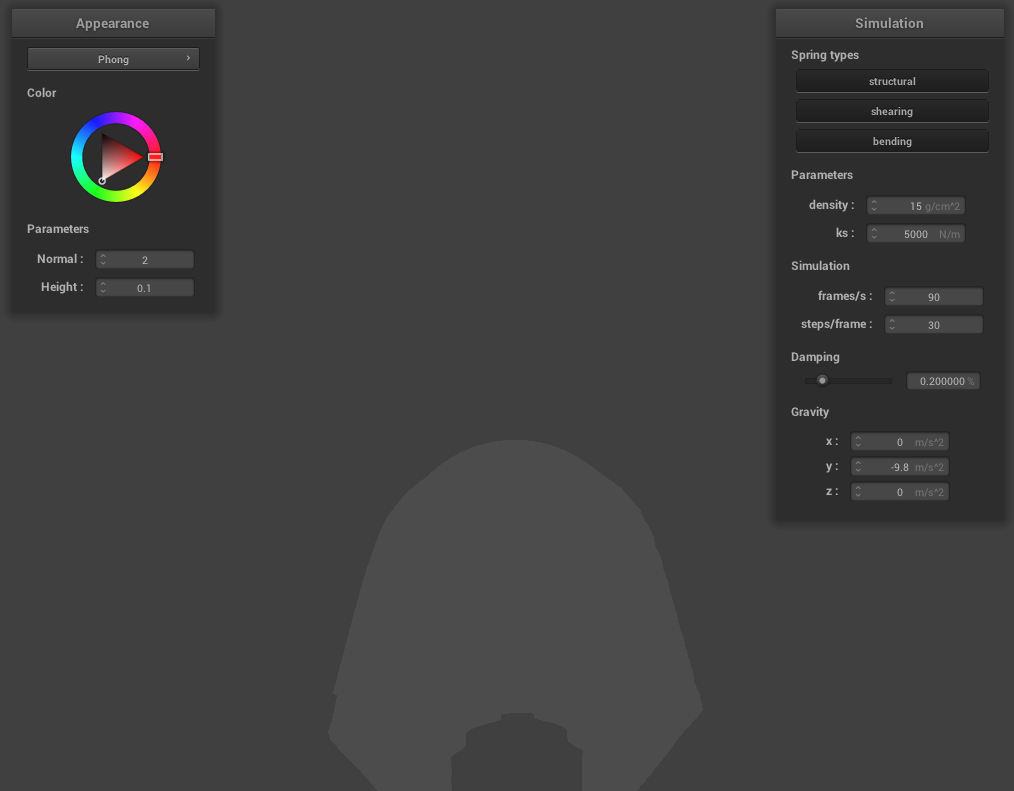 Appearance
Phong
Color
Parameters
Normal : 2
Height : 0.1
Simulation
Spring types
structural
shearing
bending
Parameters
density : 15 g/cm^2
ks : 5000 N/m
Simulation
frames/s : 90
steps/frame : 30
Damping
0.200000 %
Gravity
x : 0 m/s^2
y : -9.8 m/s^2
z : 0 m/s^2